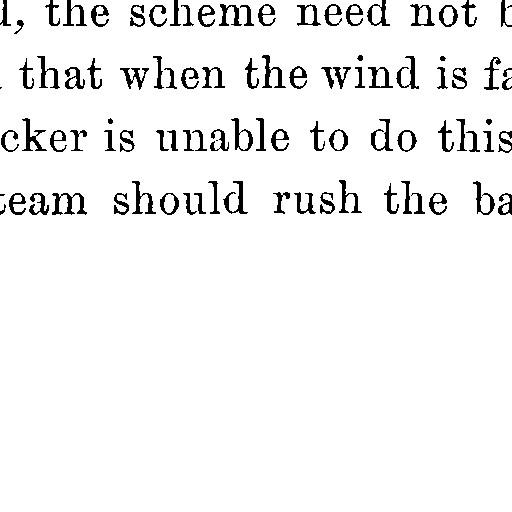 , the scheme need not
that when the wind is
cker is unable to do this
team should rush the ba